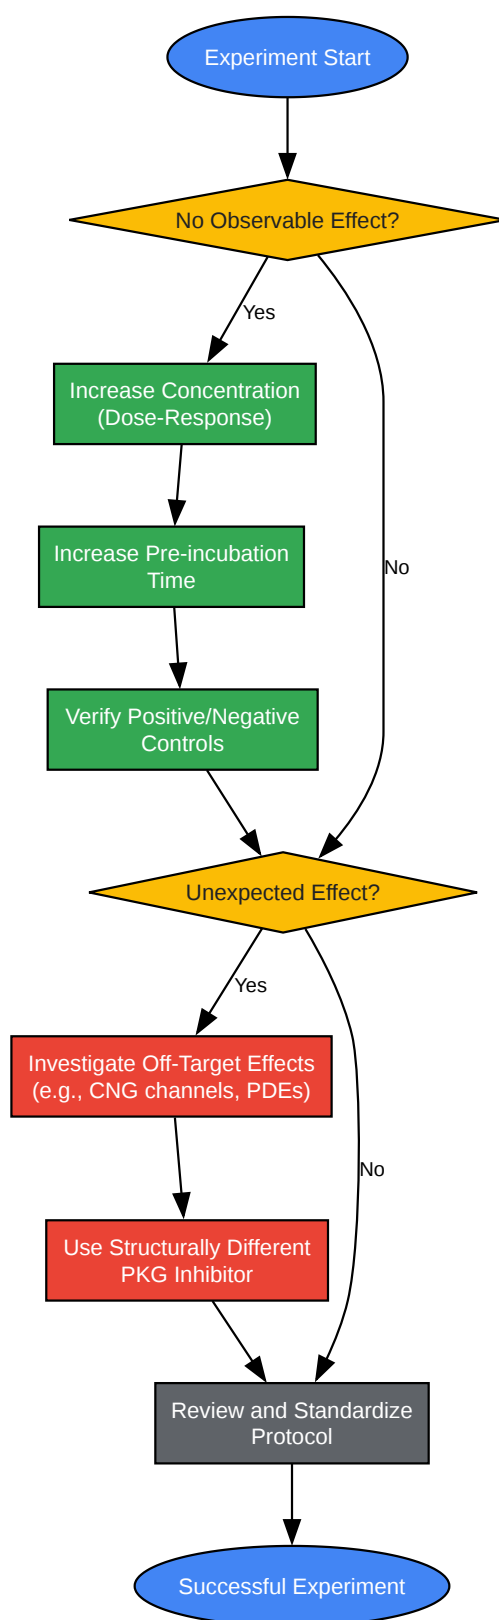 Experiment Start
No Observable Effect?
Yes
Increase Concentration
(Dose-Response)
Increase Pre-incubation
Time
No
Verify Positive/Negative
Controls
Unexpected Effect?
Yes
Investigate Off-Target Effects
(e.g., CNG channels, PDEs)
No
Use Structurally Different
PKG Inhibitor
Review and Standardize
Protocol
Successful Experiment